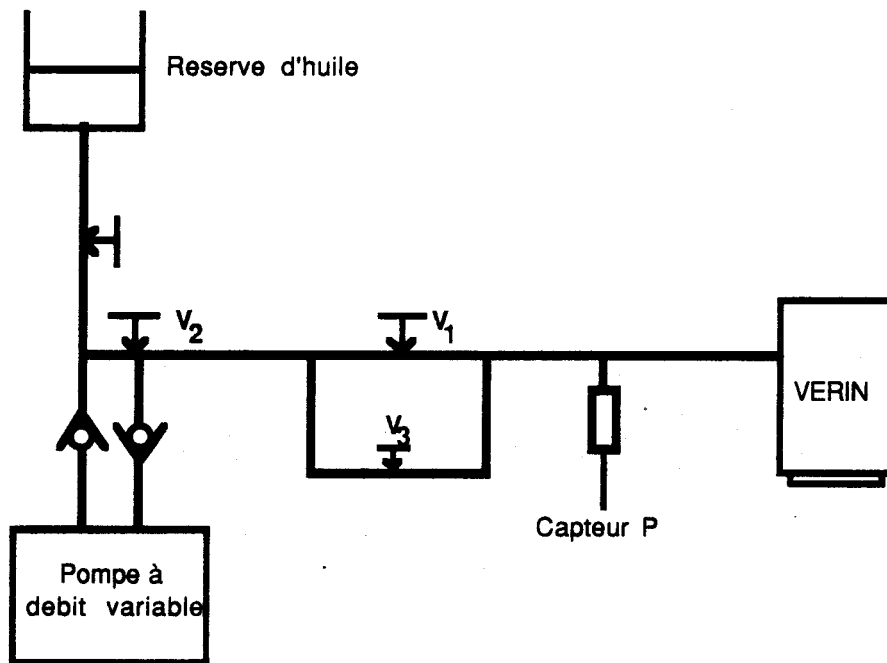 Reserve d'huile
V2
V1
VERIN
V3
Capteur P
Pompe à
debit variable